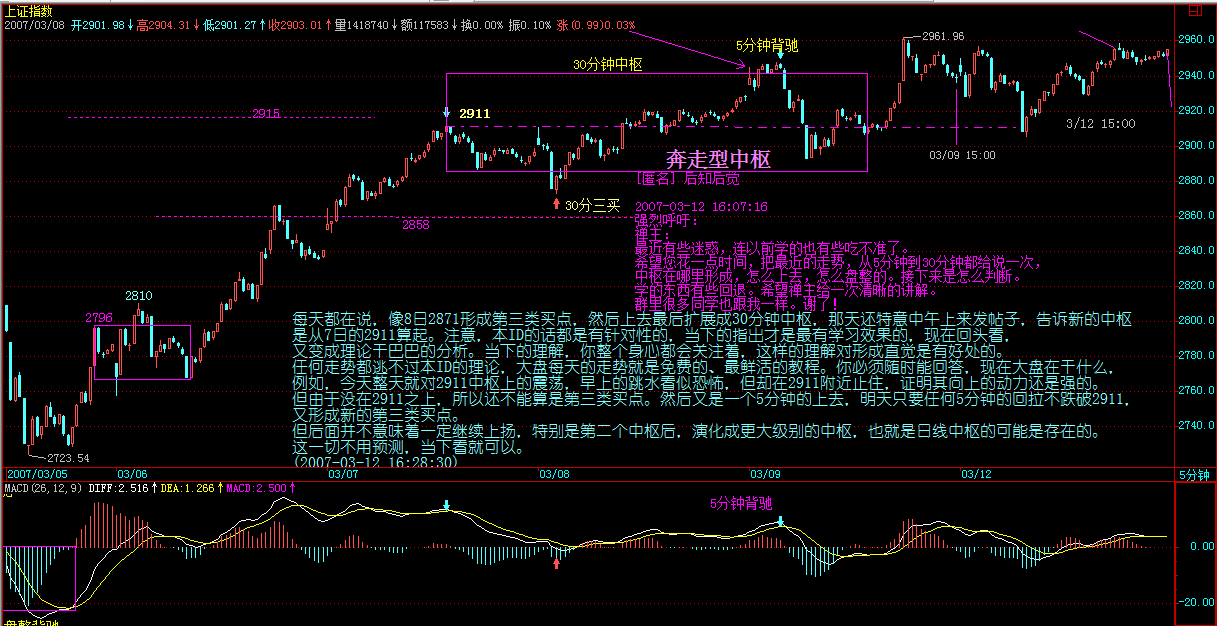 上证指数
2007/03/08 开2901.98↓高2904.31↓低2901.27↑收2903.01↑量1418740↓额117583↓换0.00% 振0.10% 涨(0.99)0.03%
2960.0
2940.0
2920.0
2900.0
2880.0
2860.0
2840.0
2820.0
2800.0
2780.0
2760.0
2740.0
5分钟背驰
2961.96
30分钟中枢
2911
2915
3/12 15:00
03/09 15:00
奔走型中枢
30分三买
2858
[匿名] 后知后觉
2007-03-12 16:07:16
强烈呼吁:
禅主:
最近有些迷惑，连以前学的也有些吃不准了。
希望您花一点时间，把最近的走势，从5分钟到30分钟都给说一次，
中枢在哪里形成，怎么上去，怎么盘整的。接下来是怎么判断。
学的东西有些回退。希望禅主给一次清晰的讲解。
群里很多同学也跟我一样。谢了!
2810
2796
2723.54
每天都在说，像8日2871形成第三类买点，然后上去最后扩展成30分钟中枢，那天还特意中午上来发帖子，告诉新的中枢
是从7日的2911算起。注意，本ID的话都是有针对性的，当下的指出才是最有学习效果的，现在回头看，
又变成理论干巴巴的分析。当下的理解，你整个身心都会关注着，这样的理解对形成直觉是有好处的。
任何走势都逃不过本ID的理论，大盘每天的走势就是免费的、最鲜活的教程。你必须随时能回答，现在大盘在干什么，
例如，今天整天就对2911中枢上的震荡，早上的跳水看似恐怖，但却在2911附近止住，证明其向上的动力还是强的。
但由于没在2911之上，所以还不能算是第三类买点。然后又是一个5分钟的上去，明天只要任何5分钟的回拉不跌破2911，
又形成新的第三类买点。
但后面并不意味着一定继续上扬，特别是第二个中枢后，演化成更大级别的中枢，也就是日线中枢的可能是存在的。
这一切不用预测，当下看就可以。
(2007-03-12 16:28:30)
2007/03/05 03/06 03/07 03/08 03/09 03/12 5分钟
MACD(26,12,9) DIFF:2.516↑DEA:1.266↑MACD:2.500↑
5分钟背驰
0.00
-20.00